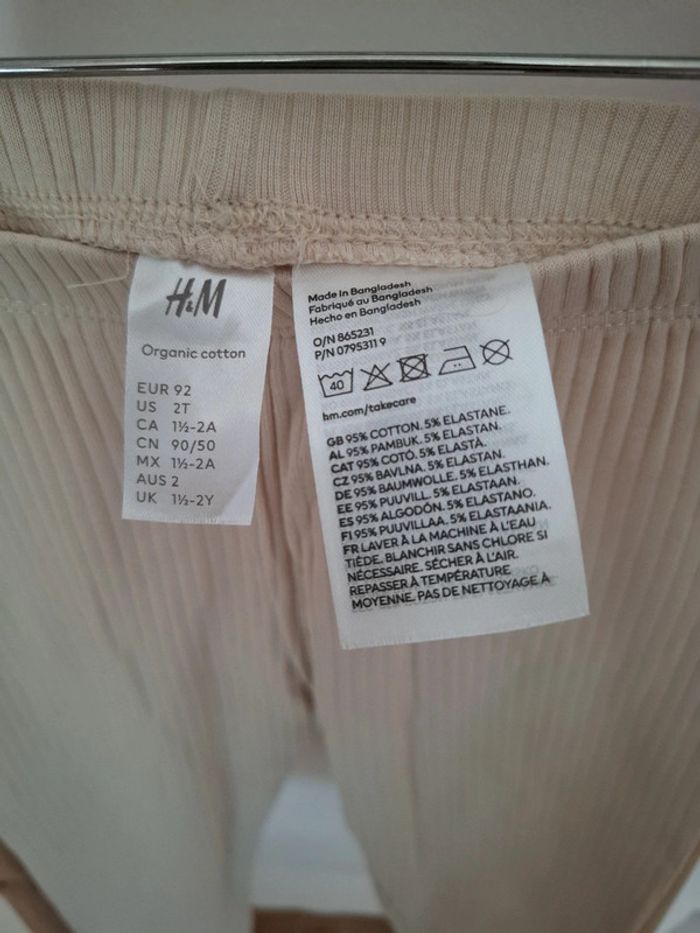 H&M
Organic cotton
EUR 92
US 2T
CA 1½-2A
CN 90/50
MX 1½-2A
AUS 2
UK 1½-2Y
Made in Bangladesh
Fabriqué au Bangladesh
Hecho en Bangladesh
O/N 865231
P/N 0795311 9
40
hm.com/takecare
GB 95% COTTON. 5% ELASTANE.
AL 95% PAMBUK. 5% ELASTAN.
CAT 95% COTÓ. 5% ELASTÀ.
CZ 95% BAVLNA. 5% ELASTAN.
DE 95% BAUMWOLLE. 5% ELASTHAN.
EE 95% PUUVILL. 5% ELASTAAN.
ES 95% ALGODÓN. 5% ELASTANO.
FI 95% PUUVILLAA. 5% ELASTAANIA.
FR LAVER À LA MACHINE À L'EAU
TIÈDE. BLANCHIR SANS CHLORE SI
NÉCESSAIRE. SÉCHER À L'AIR.
REPASSER À TEMPÉRATURE
MOYENNE. PAS DE NETTOYAGE À